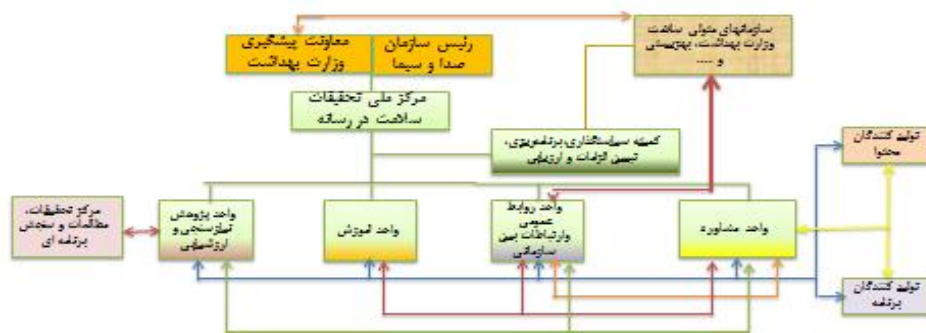 سازمانهای متولی سلامت
وزارت بهداشت، بهزیستی
و ....
رئیس سازمان
صدا و سیما
معاونت پیشگیری
وزارت بهداشت
مرکز ملی تحقیقات
سلامت در رسانه
کمیته سیاستگذاری، برنامه‌ریزی،
تبیین الزامات و ارزیابی
تولید کنندگان
محتوا
واحد مشاوره
واحد روابط
عمومی
وارتباطات بین
سازمانی
واحد آموزش
واحد پژوهش
نیازسنجی و
ارزشیابی
مرکز تحقیقات،
مطالعات و سنجش
برنامه ای
تولید کنندگان
برنامه